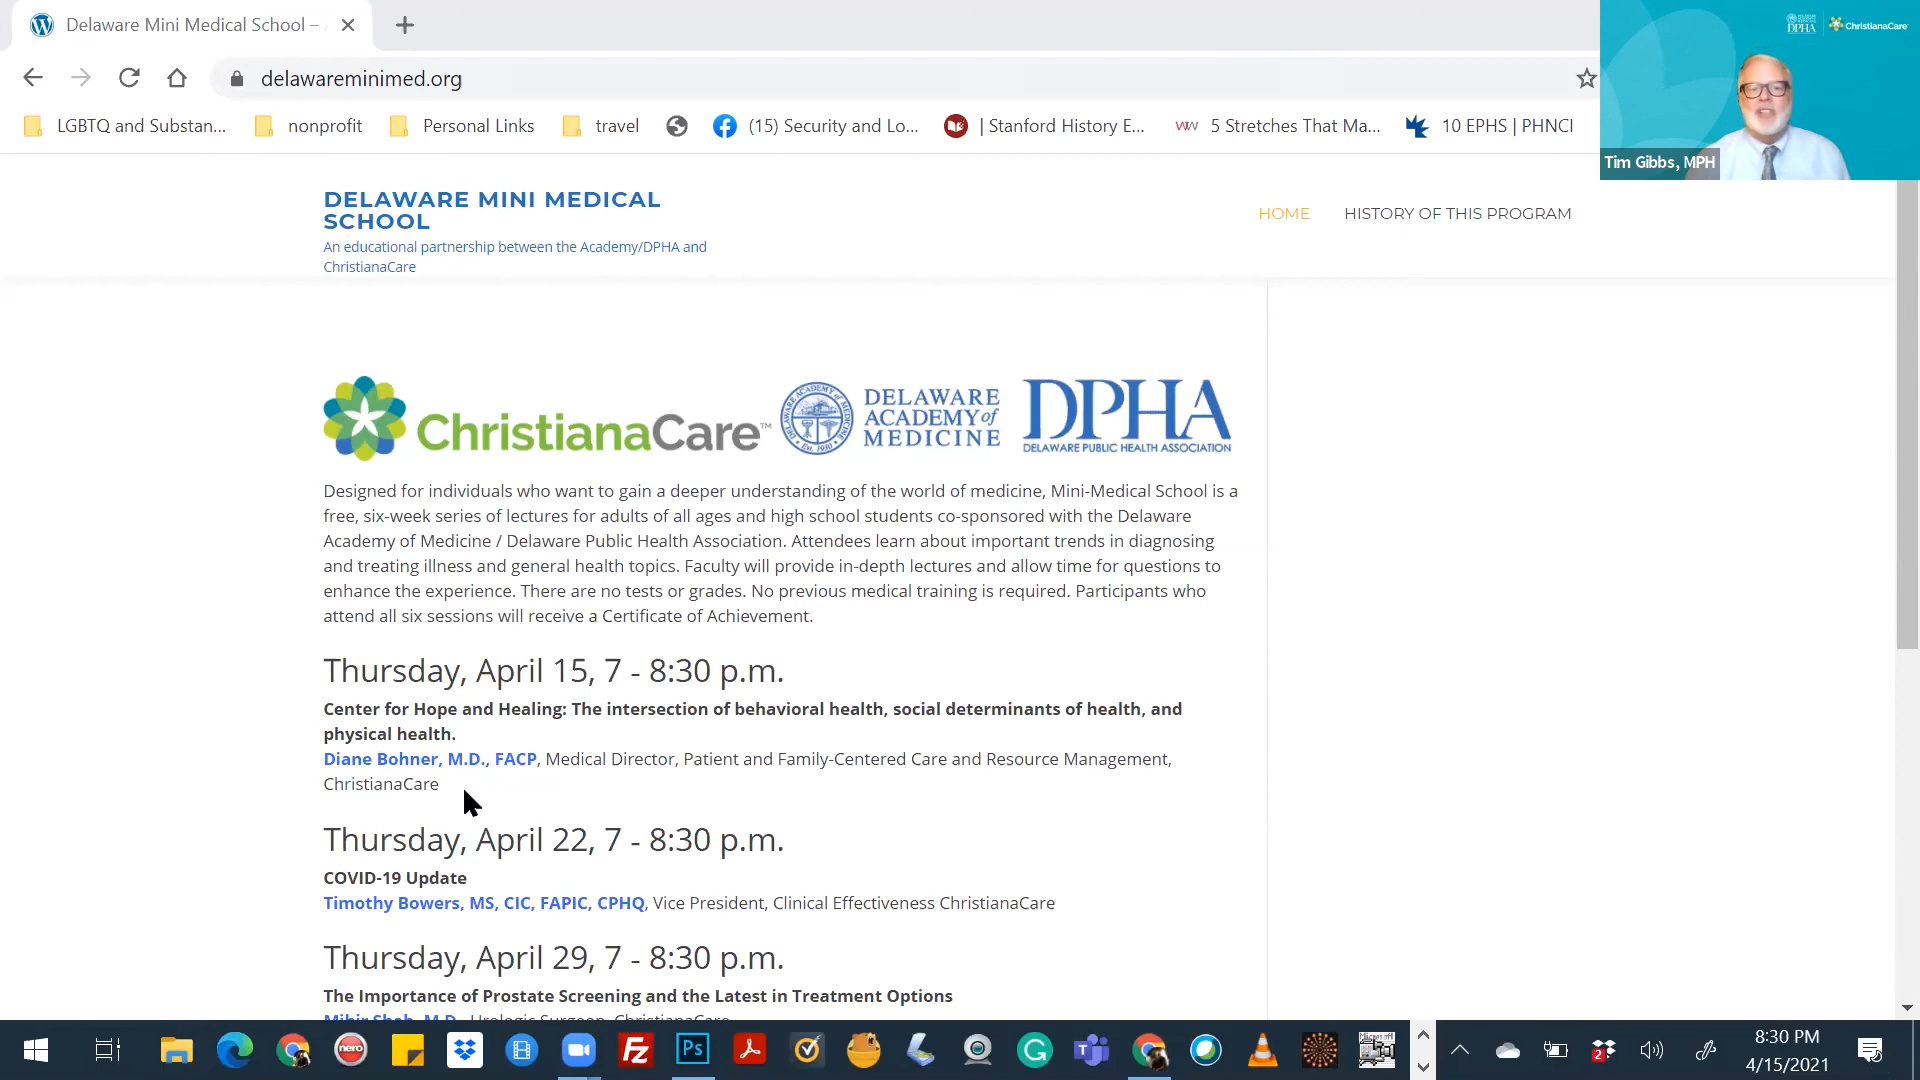 Delaware Mini Medical School –
delawareminimed.org
LGBTQ and Substan...
nonprofit
Personal Links
travel
(15) Security and Lo...
| Stanford History E...
5 Stretches That Ma...
10 EPHS | PHNCI
DPHA
ChristianaCare
Tim Gibbs, MPH
DELAWARE MINI MEDICAL
SCHOOL
An educational partnership between the Academy/DPHA and
ChristianaCare
HOME
HISTORY OF THIS PROGRAM
ChristianaCare™
DELAWARE
ACADEMY of
MEDICINE
DPHA
DELAWARE PUBLIC HEALTH ASSOCIATION
Designed for individuals who want to gain a deeper understanding of the world of medicine, Mini-Medical School is a
free, six-week series of lectures for adults of all ages and high school students co-sponsored with the Delaware
Academy of Medicine / Delaware Public Health Association. Attendees learn about important trends in diagnosing
and treating illness and general health topics. Faculty will provide in-depth lectures and allow time for questions to
enhance the experience. There are no tests or grades. No previous medical training is required. Participants who
attend all six sessions will receive a Certificate of Achievement.
Thursday, April 15, 7 - 8:30 p.m.
Center for Hope and Healing: The intersection of behavioral health, social determinants of health, and
physical health.
Diane Bohner, M.D., FACP, Medical Director, Patient and Family-Centered Care and Resource Management,
ChristianaCare
Thursday, April 22, 7 - 8:30 p.m.
COVID-19 Update
Timothy Bowers, MS, CIC, FAPIC, CPHQ, Vice President, Clinical Effectiveness ChristianaCare
Thursday, April 29, 7 - 8:30 p.m.
The Importance of Prostate Screening and the Latest in Treatment Options
Mihir Shah, M.D., Urologic Surgeon, ChristianaCare
nero
Fz
Ps
2
8:30 PM
4/15/2021